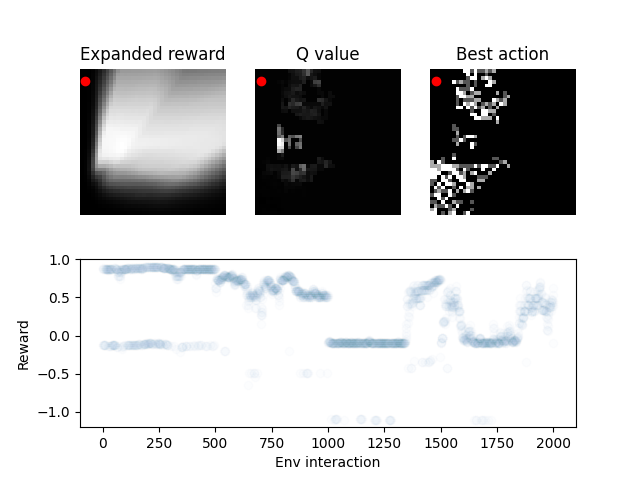 Expanded reward
Q value
Best action
1.0
0.5
0.0
−0.5
−1.0
Reward
0 250 500 750 1000 1250 1500 1750 2000
Env interaction